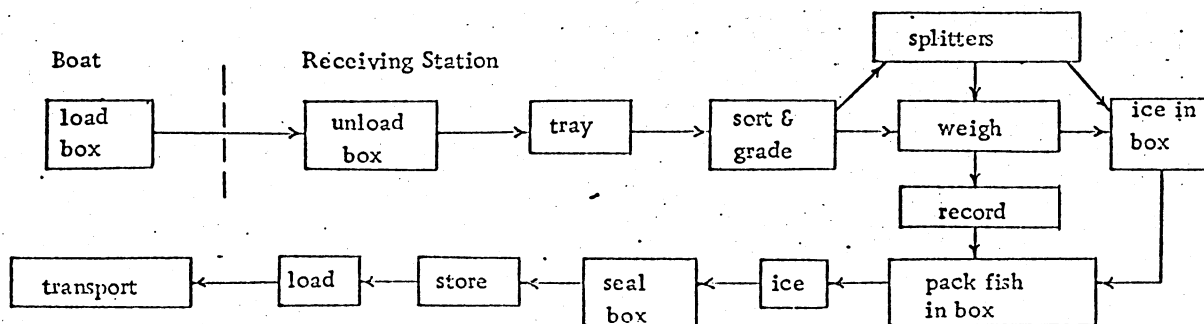 splitters
Boat
Receiving Station
load
box
unload
box
tray
sort &
grade
weigh
ice in
box
record
transport
load
store
seal
box
ice
pack fish
in box